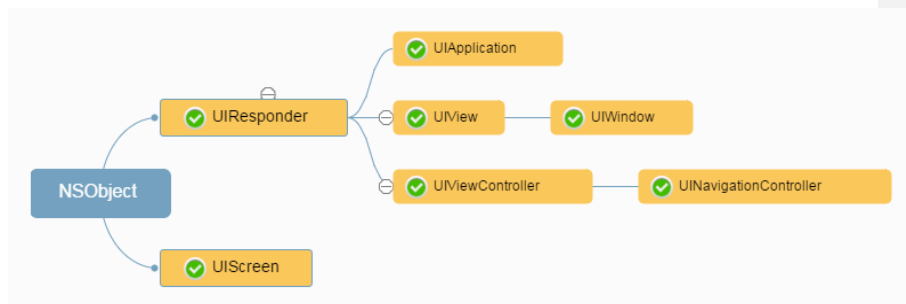 UIApplication
UIResponder
UIView
UIWindow
NSObject
UIViewController
UINavigationController
UIScreen